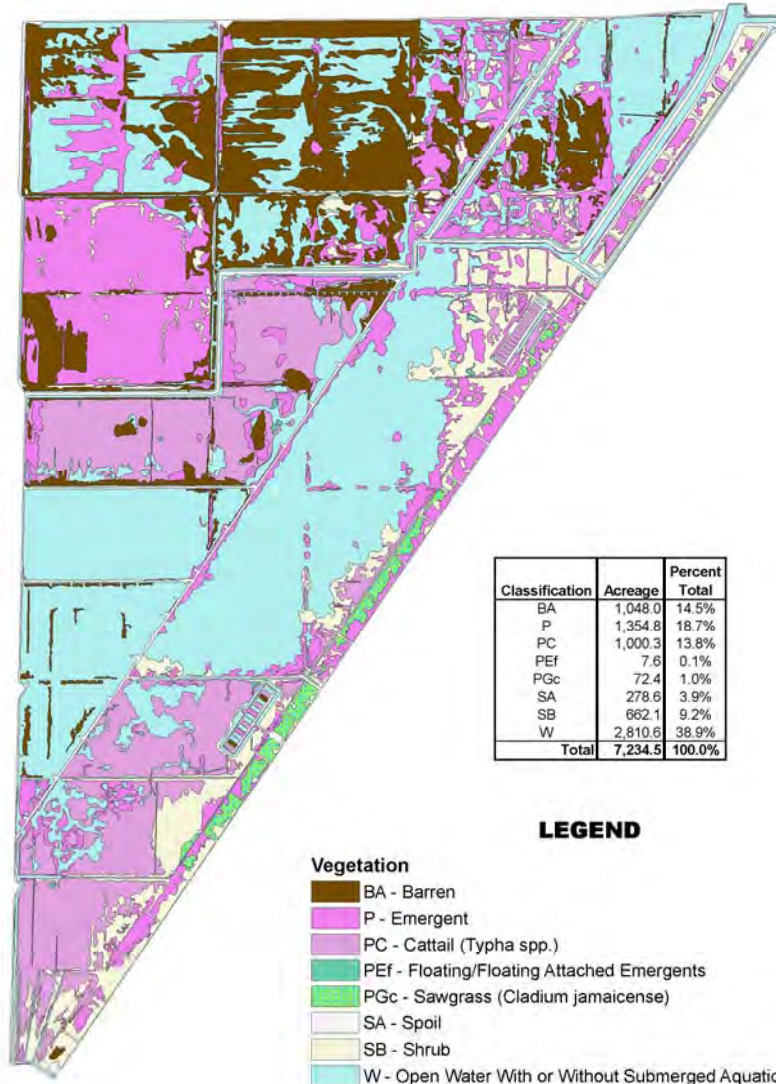 Classification Acreage Percent Total
BA 1,048.0 14.5%
P 1,354.8 18.7%
PC 1,000.3 13.8%
PEf 7.6 0.1%
PGc 72.4 1.0%
SA 278.6 3.9%
SB 662.1 9.2%
W 2,810.6 38.9%
Total 7,234.5 100.0%
LEGEND
Vegetation
BA - Barren
P - Emergent
PC - Cattail (Typha spp.)
PEf - Floating/Floating Attached Emergents
PGc - Sawgrass (Cladium jamaicense)
SA - Spoil
SB - Shrub
W - Open Water With or Without Submerged Aquatic